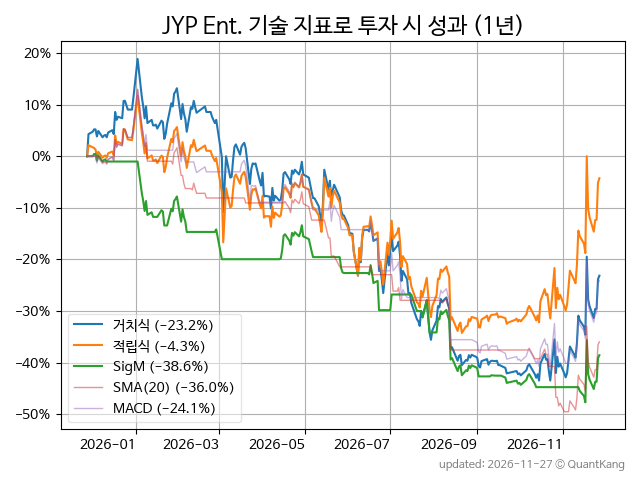 JYP Ent. 기술 지표로 투자 시 성과 (1년)
20%
10%
0%
−10%
−20%
−30%
−40%
−50%
거치식 (−23.2%)
적립식 (−4.3%)
SigM (−38.6%)
SMA(20) (−36.0%)
MACD (−24.1%)
2026−01 2026−03 2026−05 2026−07 2026−09 2026−11
updated: 2026-11-27 © QuantKang